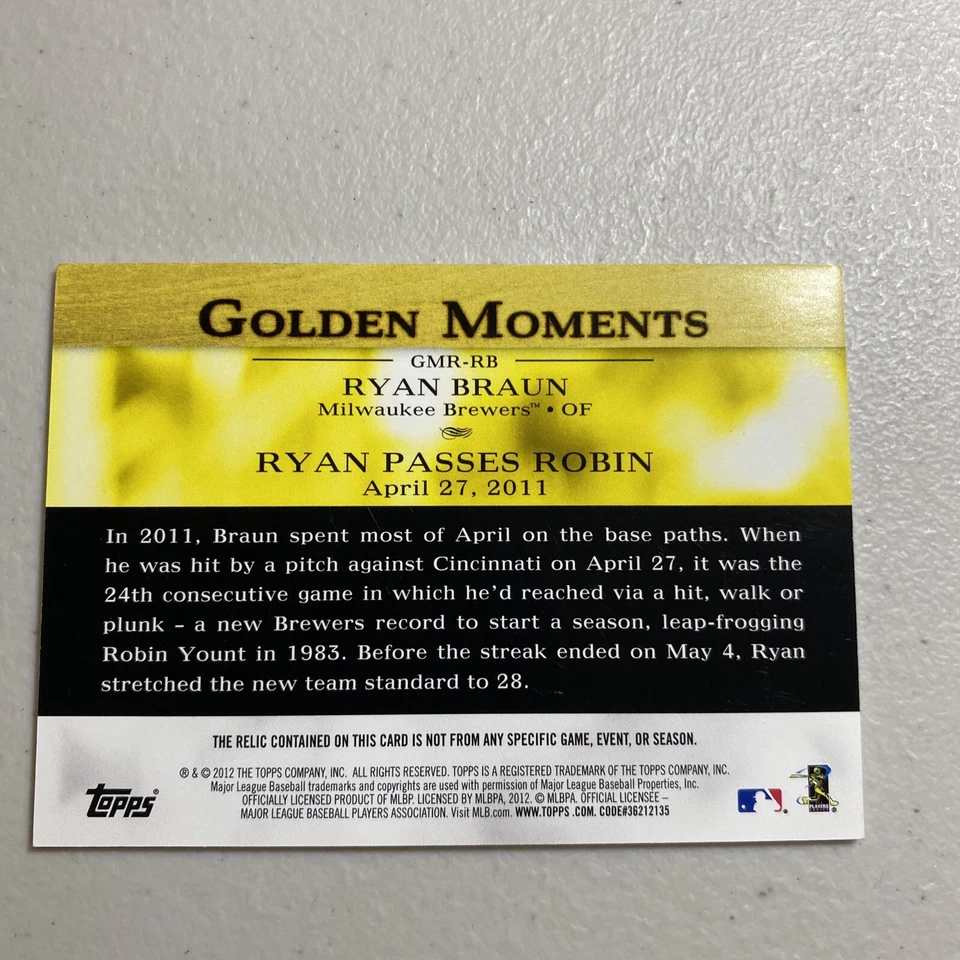 GOLDEN MOMENTS
GMR-RB
RYAN BRAUN
Milwaukee Brewers™ • OF
RYAN PASSES ROBIN
April 27, 2011
In 2011, Braun spent most of April on the base paths. When
he was hit by a pitch against Cincinnati on April 27, it was the
24th consecutive game in which he'd reached via a hit, walk or
plunk – a new Brewers record to start a season, leap-frogging
Robin Yount in 1983. Before the streak ended on May 4, Ryan
stretched the new team standard to 28.
THE RELIC CONTAINED ON THIS CARD IS NOT FROM ANY SPECIFIC GAME, EVENT, OR SEASON.
® & © 2012 THE TOPPS COMPANY, INC. ALL RIGHTS RESERVED. TOPPS IS A REGISTERED TRADEMARK OF THE TOPPS COMPANY, INC.
Major League Baseball trademarks and copyrights are used with permission of Major League Baseball Properties, Inc.
OFFICIALLY LICENSED PRODUCT OF MLBP. LICENSED BY MLBPA, 2012. © MLBPA. OFFICIAL LICENSEE –
MAJOR LEAGUE BASEBALL PLAYERS ASSOCIATION. Visit MLB.com. WWW.TOPPS.COM. CODE#36212135
Topps®
PLAYERS